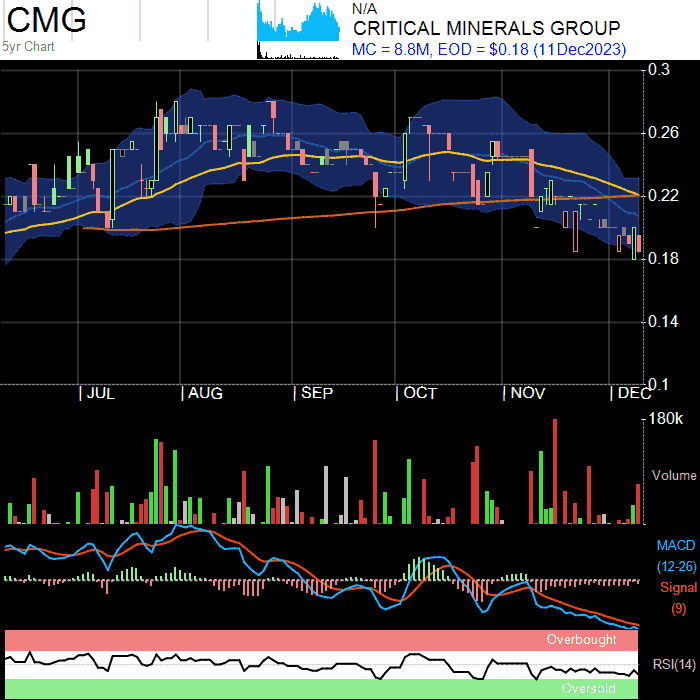 CMG
5yr Chart
N/A
CRITICAL MINERALS GROUP
MC = 8.8M, EOD = $0.18 (11Dec2023)
0.3
0.26
0.22
0.18
0.14
0.1
JUL AUG SEP OCT NOV DEC
180k
Volume
MACD
(12-26)
Signal
(9)
Overbought
RSI(14)
Oversold